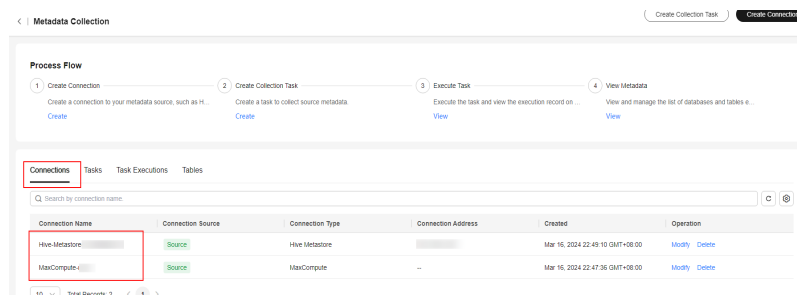 < | Metadata Collection
Create Collection Task
Create Connection
Process Flow
1 Create Connection
2 Create Collection Task
3 Execute Task
4 View Metadata
Create a connection to your metadata source, such as H...
Create a task to collect source metadata.
Execute the task and view the execution record on ...
View and manage the list of databases and tables e...
Create
Create
View
View
Connections Tasks Task Executions Tables
Search by connection name.
Connection Name Connection Source Connection Type Connection Address Created Operation
Hive-Metastore Source Hive Metastore Mar 16, 2024 22:49:10 GMT+08:00 Modify Delete
MaxCompute- Source MaxCompute -- Mar 16, 2024 22:47:36 GMT+08:00 Modify Delete
10 Total Records: 2 < 1 >